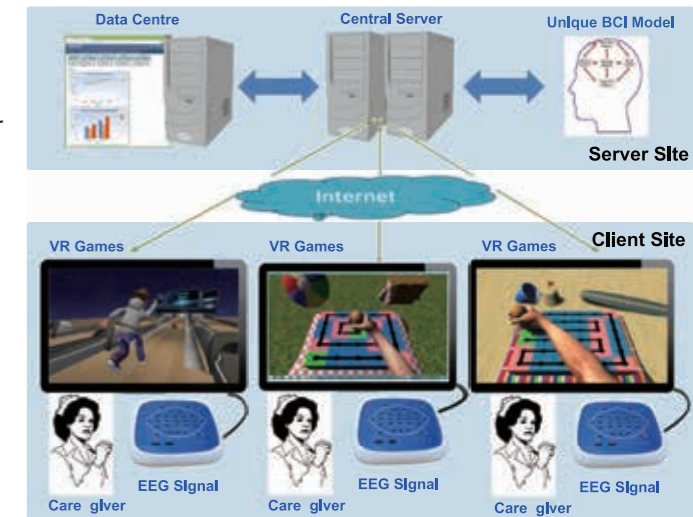 Data Centre
Central Server
Unique BCI Model
Server SIte
Internet
Client Site
VR Games
VR Games
VR Games
EEG SIgnal
EEG SIgnal
EEG SIgnal
Care gIver
Care gIver
Care gIver